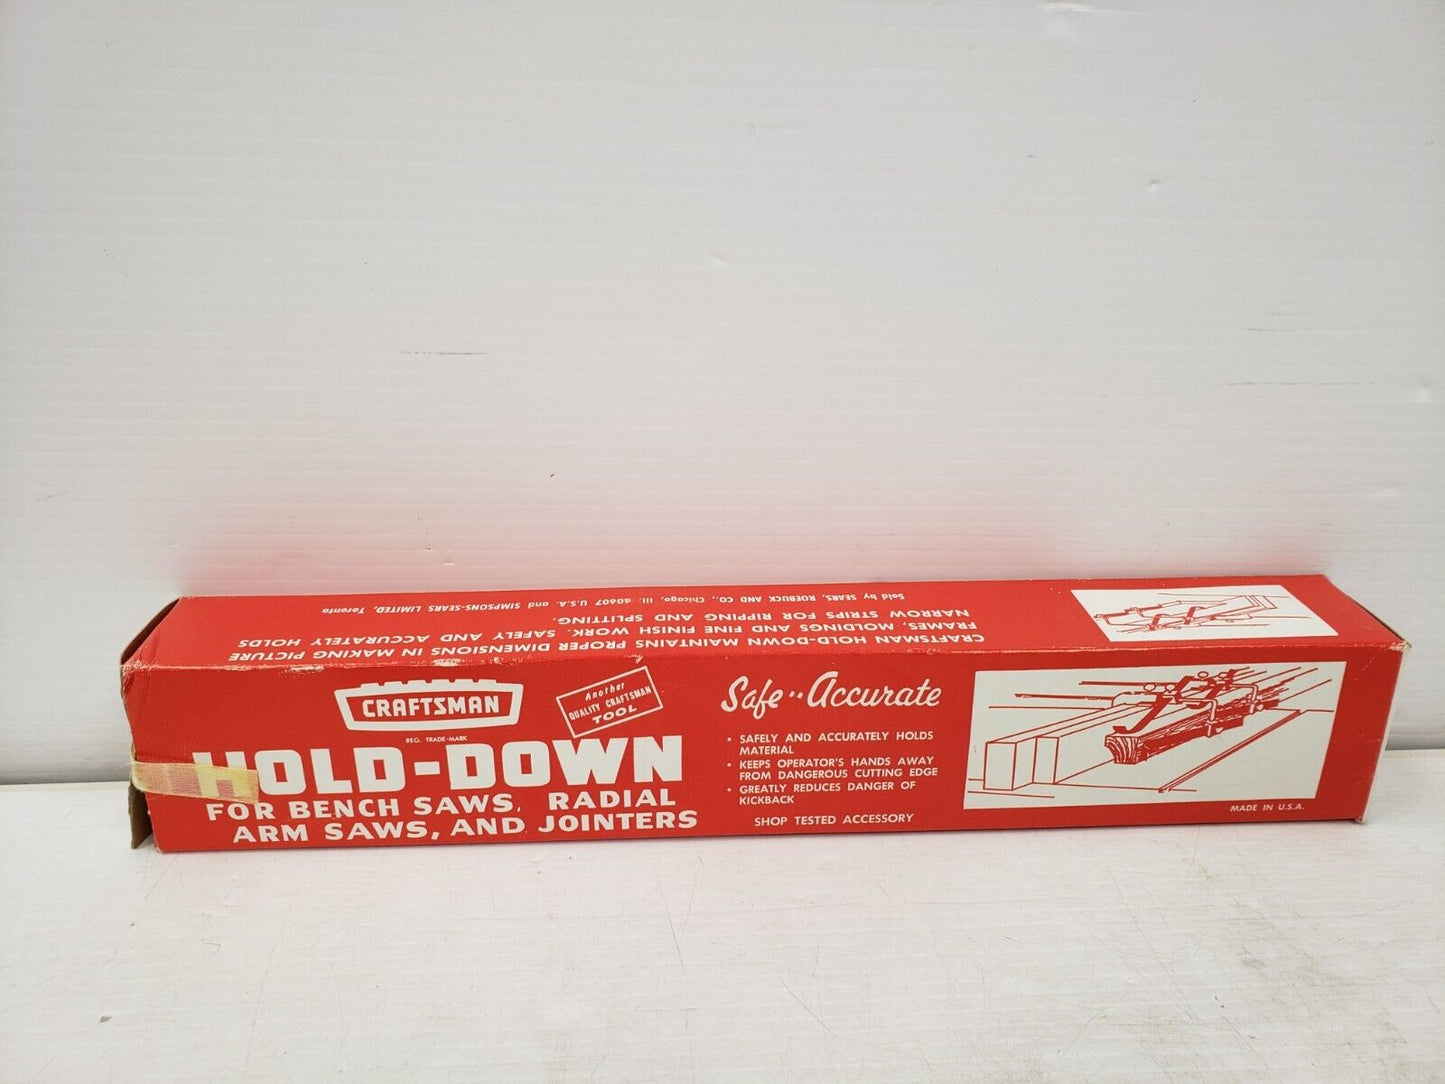 Sold by SEARS, ROEBUCK AND CO., Chicago, Ill. 60607 U.S.A. and SIMPSONS-SEARS LIMITED, Toronto
CRAFTSMAN HOLD-DOWN MAINTAINS PROPER DIMENSIONS IN MAKING PICTURE
FRAMES, MOLDINGS AND FINE FINISH WORK. SAFELY AND ACCURATELY HOLDS
NARROW STRIPS FOR RIPPING AND SPLITTING.
CRAFTSMAN
REG. TRADE-MARK
Another
QUALITY CRAFTSMAN
TOOL
HOLD-DOWN
FOR BENCH SAWS, RADIAL
ARM SAWS, AND JOINTERS
Safe .. Accurate
• SAFELY AND ACCURATELY HOLDS
MATERIAL
• KEEPS OPERATOR'S HANDS AWAY
FROM DANGEROUS CUTTING EDGE
• GREATLY REDUCES DANGER OF
KICKBACK
SHOP TESTED ACCESSORY
MADE IN U.S.A.